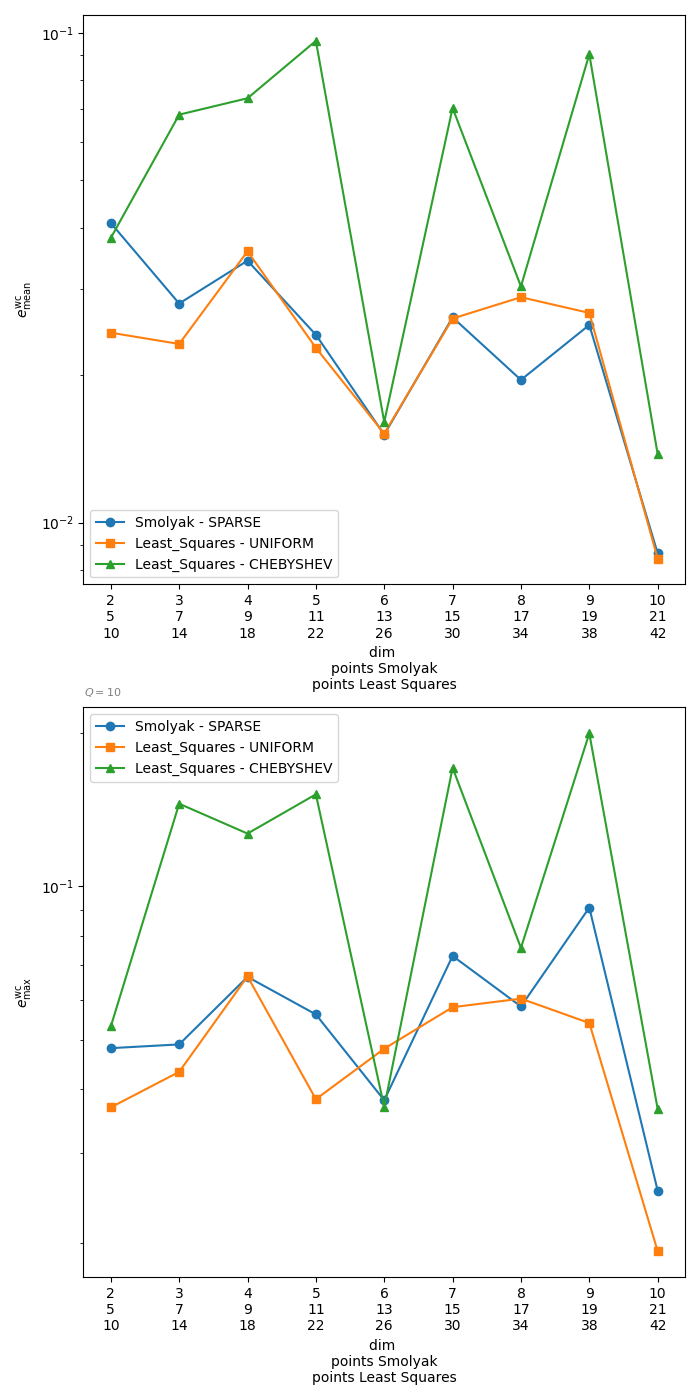 10^{-1}
e^{wc}_{mean}
10^{-2}
Smolyak - SPARSE
Least_Squares - UNIFORM
Least_Squares - CHEBYSHEV
2 3 4 5 6 7 8 9 10
5 7 9 11 13 15 17 19 21
10 14 18 22 26 30 34 38 42
dim
points Smolyak
points Least Squares
Q = 10
Smolyak - SPARSE
Least_Squares - UNIFORM
Least_Squares - CHEBYSHEV
10^{-1}
e^{wc}_{max}
2 3 4 5 6 7 8 9 10
5 7 9 11 13 15 17 19 21
10 14 18 22 26 30 34 38 42
dim
points Smolyak
points Least Squares